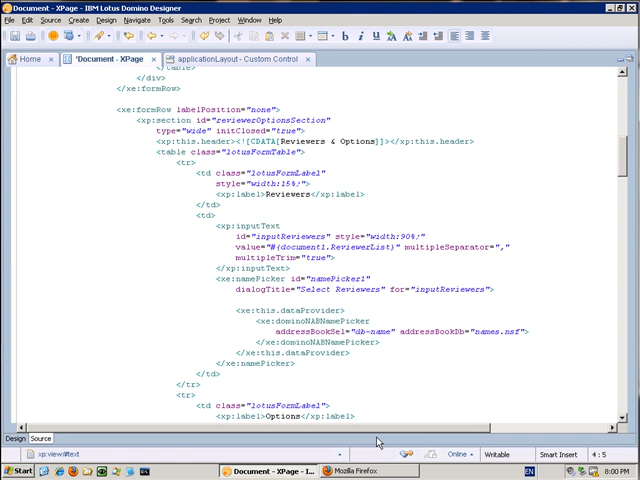 Document - XPage - IBM Lotus Domino Designer
File Edit Source Create Design Navigate Tools Search Project Window Help
Home *Document - XPage applicationLayout - Custom Control
</table>
</div>
</xe:formRow>
<xe:formRow labelPosition="none">
<xp:section id="reviewerOptionsSection"
type="wide" initClosed="true">
<xp:this.header><![CDATA[Reviewers & Options]]></xp:this.header>
<table class="lotusFormTable">
<tr>
<td class="lotusFormLabel"
style="width:15%;">
<xp:label>Reviewers</xp:label>
</td>
<td>
<xp:inputText
id="inputReviewers" style="width:90%;"
value="#{document1.ReviewerList}" multipleSeparator=","
multipleTrim="true">
</xp:inputText>
<xe:namePicker id="namePicker1"
dialogTitle="Select Reviewers" for="inputReviewers">
<xe:this.dataProvider>
<xe:dominoNABNamePicker
addressBookSel="db-name" addressBookDb="names.nsf">
</xe:dominoNABNamePicker>
</xe:this.dataProvider>
</xe:namePicker>
</td>
</tr>
<tr>
<td class="lotusFormLabel">
<xp:label>Options</xp:label>
Design Source
xp:view#text Online Writable Smart Insert 4 : 5
Start Document - XPage - I... Mozilla Firefox EN 8:00 PM